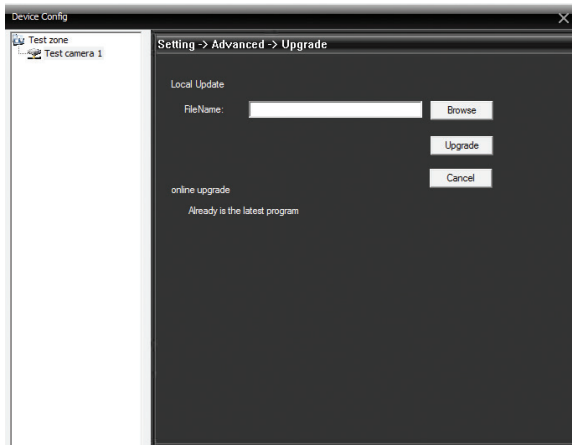 Device Config
Test zone
Test camera 1
Setting -> Advanced -> Upgrade
Local Update
FileName:
Browse
Upgrade
Cancel
online upgrade
Already is the latest program